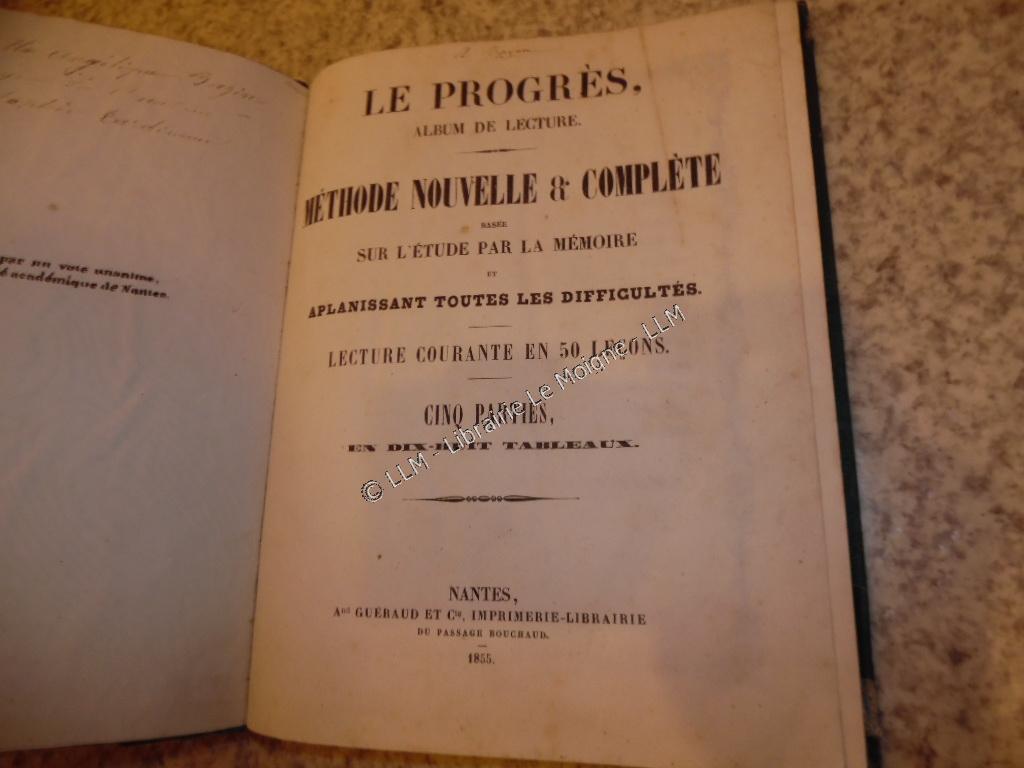 par un vote unanime,
é académique de Nantes.
LE PROGRÈS,
ALBUM DE LECTURE.
MÉTHODE NOUVELLE & COMPLÈTE
BASÉE
SUR L'ÉTUDE PAR LA MÉMOIRE
ET
APLANISSANT TOUTES LES DIFFICULTÉS.
LECTURE COURANTE EN 50 LEÇONS.
CINQ PARTIES,
EN DIX-HUIT TABLEAUX.
© LLM - Librairie Le Moigne - LLM
NANTES,
And GUÉRAUD ET Cie, IMPRIMERIE-LIBRAIRIE
DU PASSAGE BOUCHAUD.
1855.